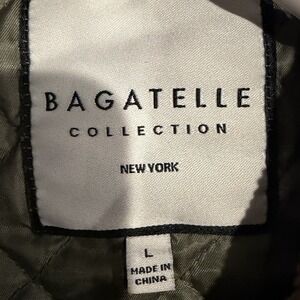 BAGATELLE
COLLECTION
NEW YORK
L
MADE IN
CHINA